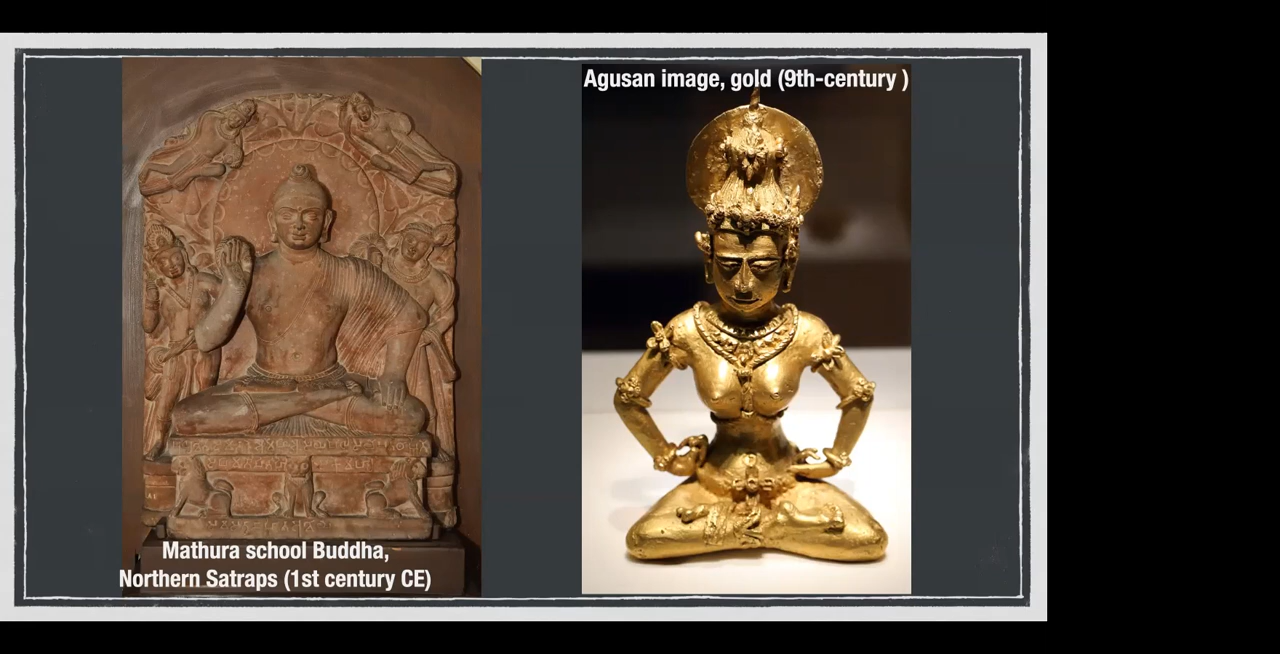 Agusan image, gold (9th-century )
Mathura school Buddha,
Northern Satraps (1st century CE)